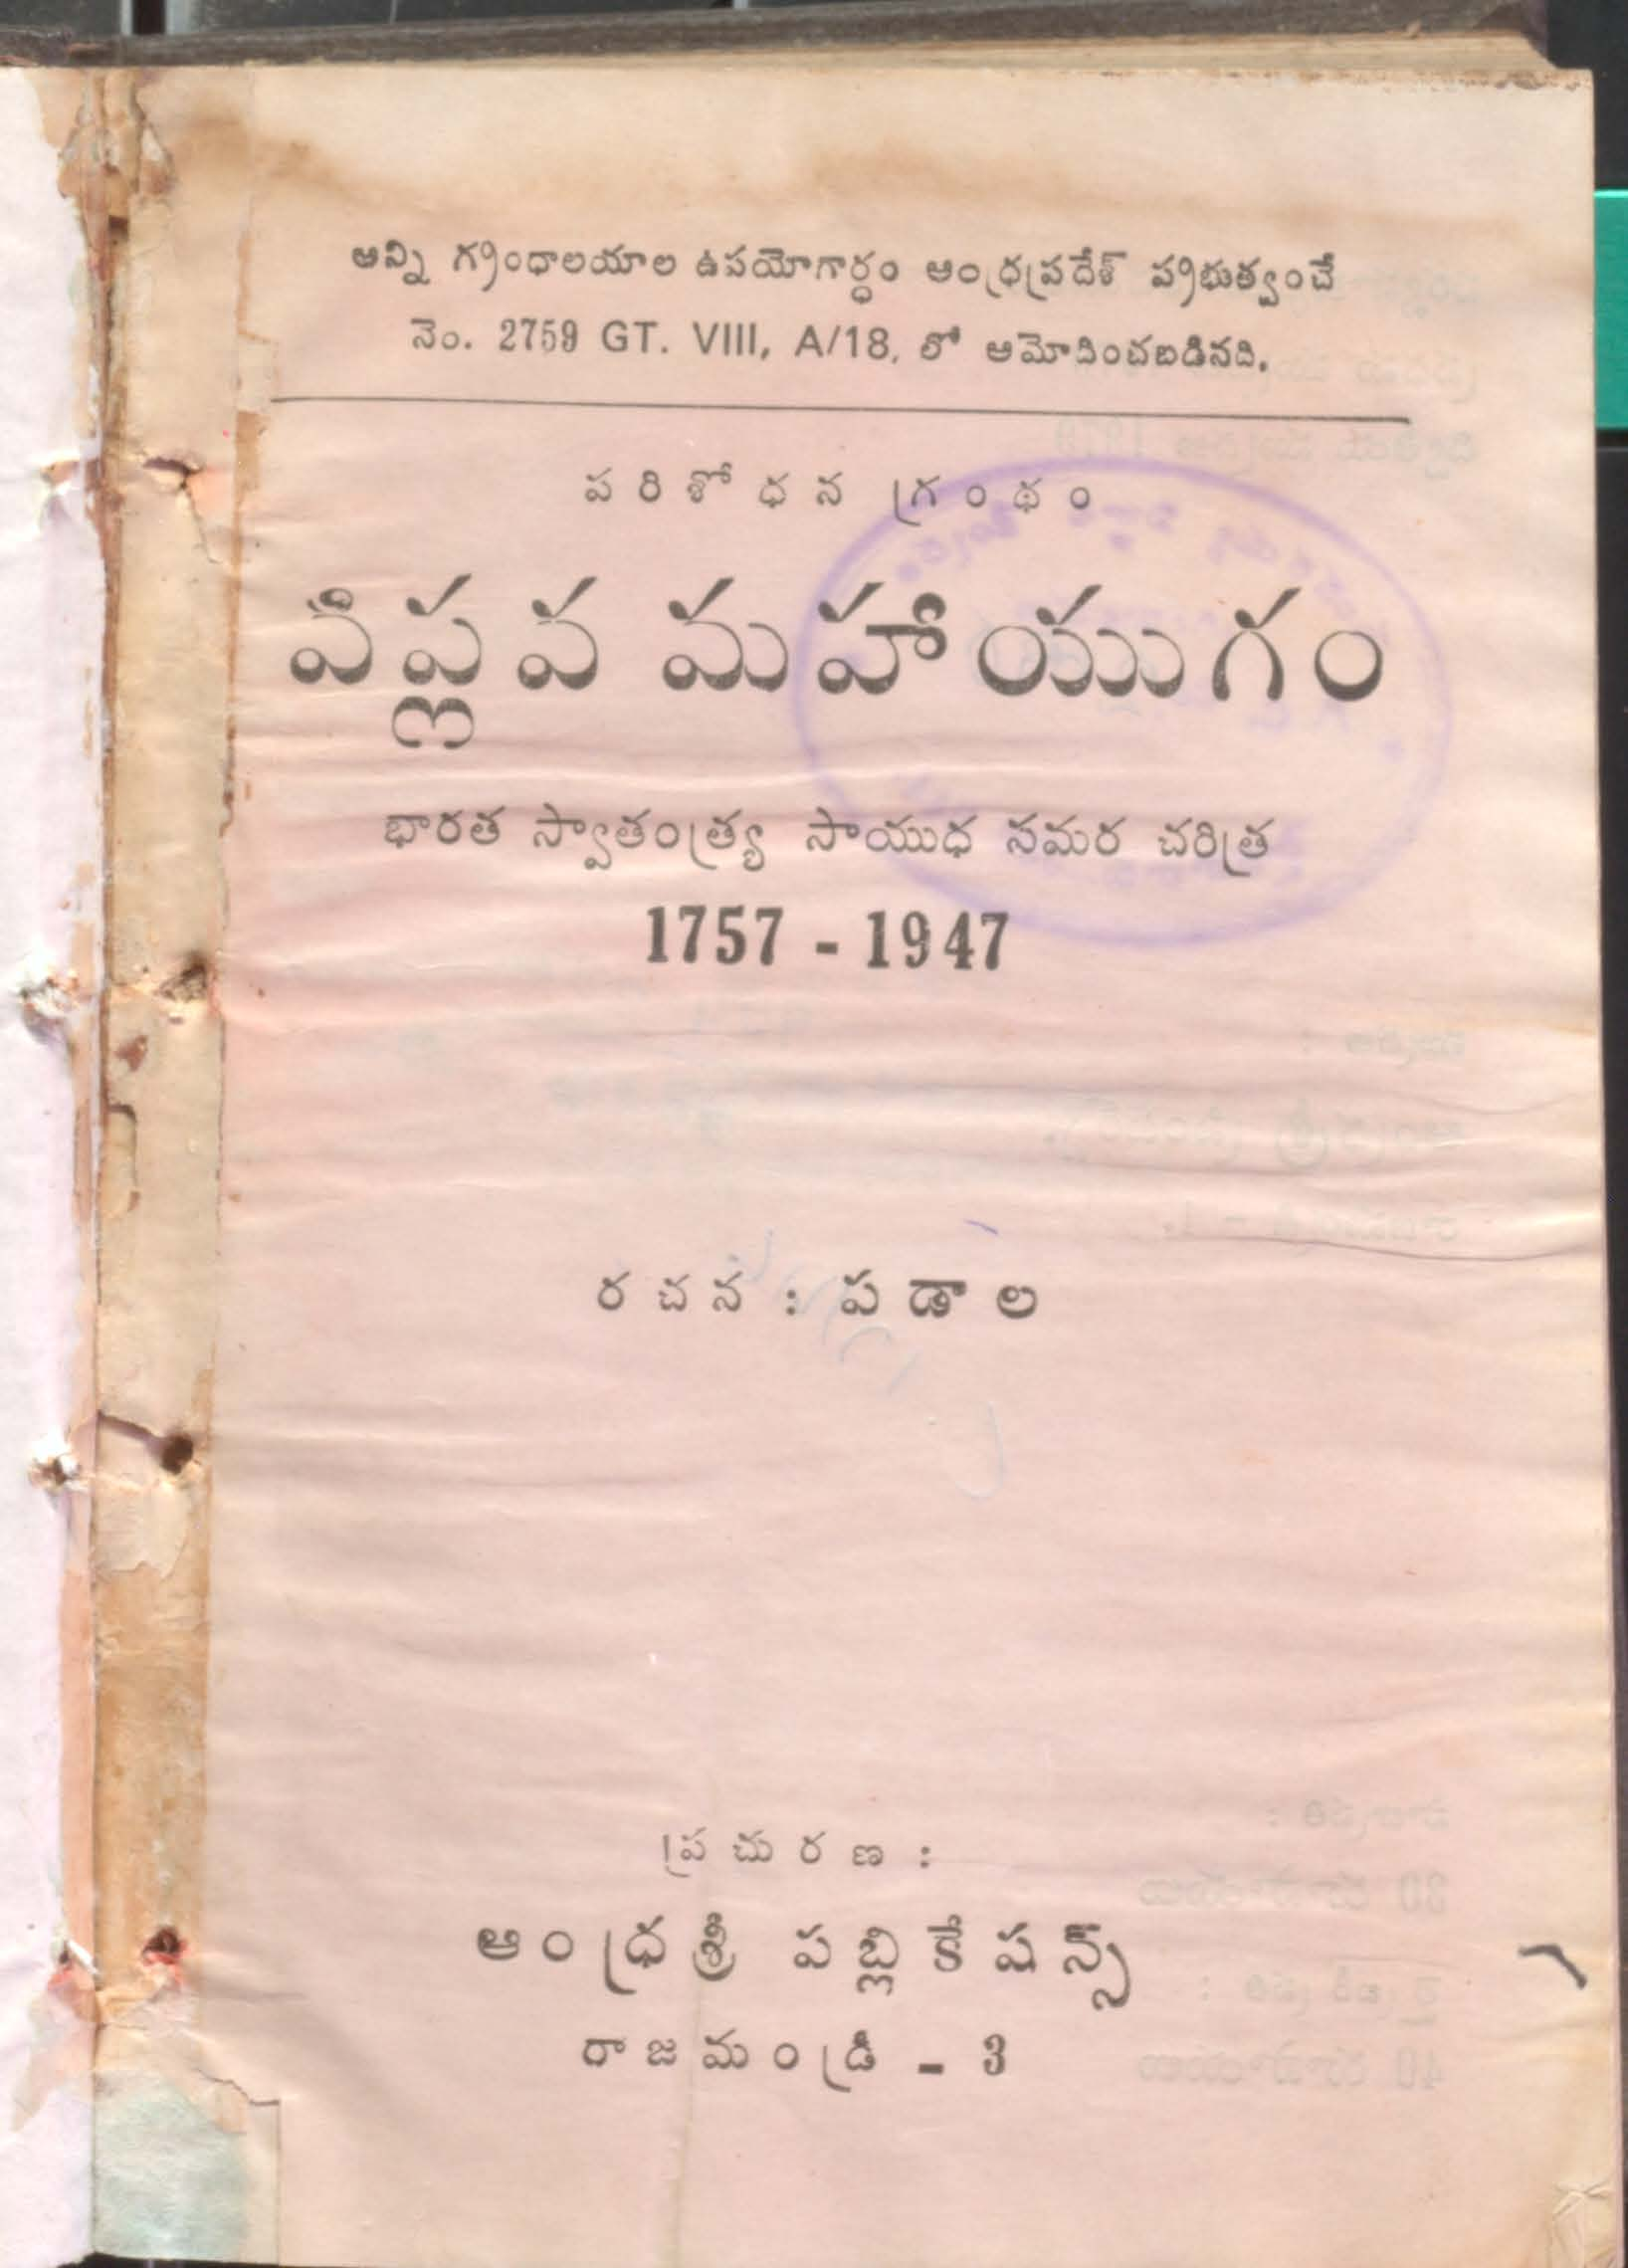 అన్ని గ్రంధాలయాల ఉపయోగార్ధం ఆంధ్రప్రదేశ్ ప్రభుత్వంచే
నెం. 2759 GT. VIII, A/18, లో ఆమోదించబడినది.
పరిశోధన గ్రంథం
విప్లవ మహాయుగం
భారత స్వాతంత్ర్య సాయుధ సమర చరిత్ర
1757 - 1947
రచన : పడాల
ప్రచురణ :
ఆంధ్రశ్రీ పబ్లికేషన్స్
రాజమండ్రి - 3